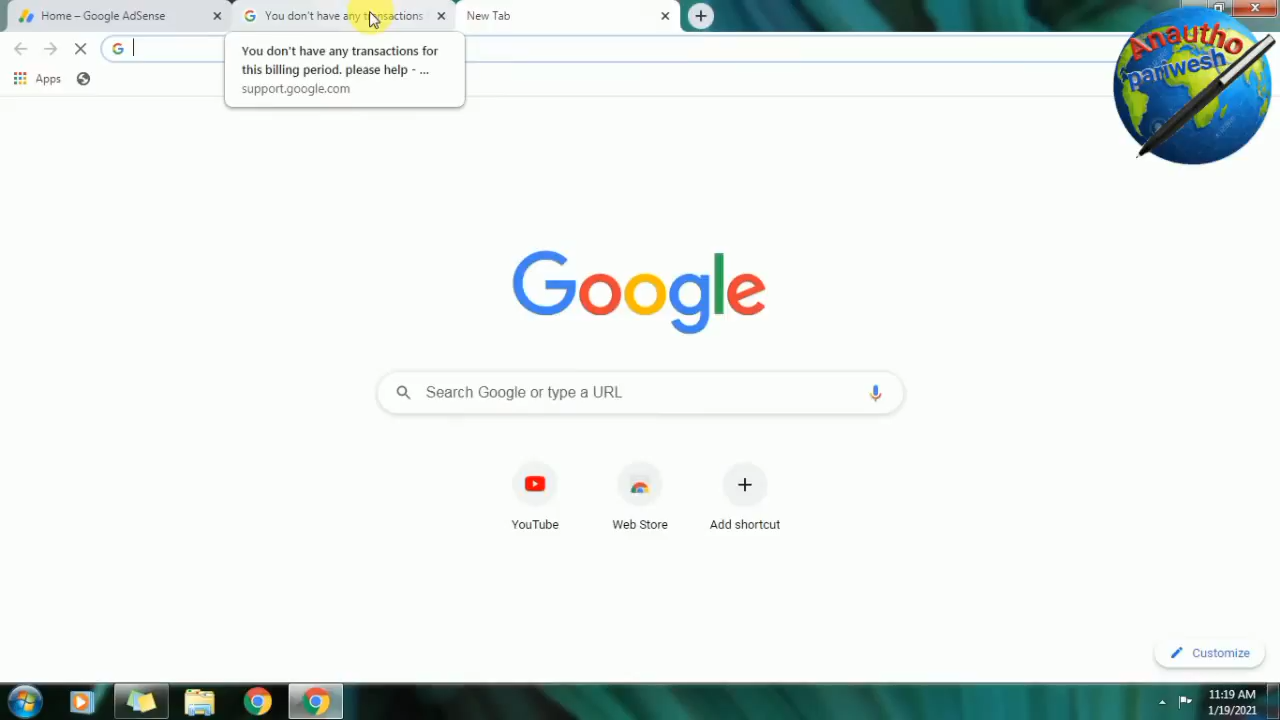 Home – Google AdSense
You don't have any transactions
New Tab
You don't have any transactions for
this billing period. please help - ...
support.google.com
Apps
Anautho
pariwesh
Google
Search Google or type a URL
YouTube
Web Store
Add shortcut
Customize
11:19 AM
1/19/2021